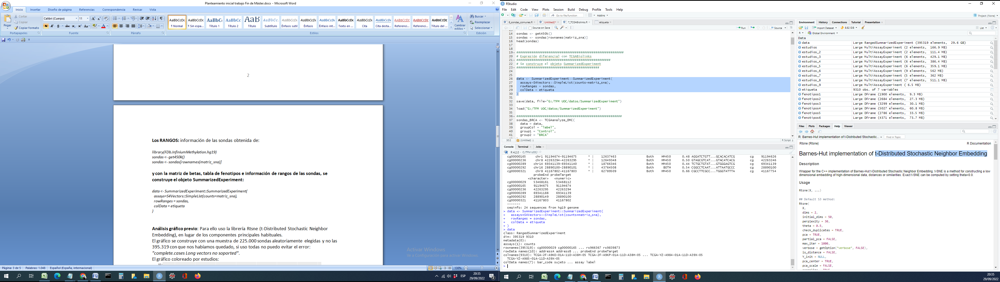 Planteamiento inicial trabajo Fin de Máster.docx - Microsoft Word
Inicio Insertar Diseño de página Referencias Correspondencia Revisar Vista
Pegar
Cortar
Copiar
Copiar formato
Portapapeles
Calibri (Cuerpo) 11
Fuente
Párrafo
AaBbCcDc AaBbCcDc AaBbCc AaBbCc AaB AaBbCc. AaBbCcDc AaBbCcDc AaBbCcDc AaBbCcDc AaBbCcDc AaBbCcDc AABBCCDD AABBCCDD AABBCCDD
¶ Normal ¶ Sin espa... Título 1 Título 2 Título Subtítulo Énfasis sutil Énfasis Énfasis int... Texto en ... Cita Cita desta... Referenci... Referenci... Título del ...
Cambiar estilos
Estilos
Buscar
Reemplazar
Seleccionar
Edición
2
Los RANGOS: información de las sondas obtenida de:
library(FDb.InfiniumMethylation.hg19)
sondas <- get450k()
sondas <- sondas[rownames(matriz_sna)]
y con la matriz de betas, tabla de fenotipos e información de rangos de las sondas, se
construye el objeto SummarizedExperiment:
data <- SummarizedExperiment::SummarizedExperiment(
assays=S4Vectors::SimpleList(counts=matriz_sna),
rowRanges = sondas,
colData = etiqueta
)
Análisis gráfico previo: Para ello uso la librería Rtsne (t-Distributed Stochastic Neighbor
Embedding), en lugar de los componentes principales habituales.
El gráfico se construye con una muestra de 225.000 sondas aleatoriamente elegidas y no las
395.319 con que nos habíamos quedado, si uso todas no puedo evitar el error:
"complete.cases Long vectors no soported".
El gráfico coloreado por estudios:
60
Activar Windows
Ve a Configuración para activar Windows.
Página: 3 de 5 Palabras: 1.048 Español (España, internacional)
130%
ESP
20:35
29/09/2022
RStudio
File Edit Code View Plots Session Build Debug Profile Tools Help
Go to file/function
Addins
Project: (None)
8_sondas_comunes.R Untitled2* 7_TCGABiolinks.R etiqueta
Source on Save
Run
Source
14 sondas <- get450k()
15 sondas <- sondas[rownames(matriz_sna)]
16 head(sondas)
17
18
19 #########################################################
20 # Expresión diferencial con TCGABiolinks
21 ##################################################
22 # Se construye el objeto SummarizedExperiment
23 ############################################
24
25
26 data <- SummarizedExperiment::SummarizedExperiment(
27 assays=S4Vectors::SimpleList(counts=matriz_sna),
28 rowRanges = sondas,
29 colData = etiqueta
30 )
31
32 save(data, file="G:/TFM UOC/datos/SummarizedExperiment")
33
34 load("G:/TFM UOC/datos/SummarizedExperiment")
35
36 ########################################################
37 sondas_BRCA <- TCGAanalyze_DMC(
38 data = data,
39 groupCol = "label",
40 group1 = "Control",
41 group2 = "BRCA"
30:2 (Untitled) R Script
Console Terminal Jobs
R 4.2.0 · C:/TFM UOC/
cg00000165 chr1 91194674-91194675 * | 12637463 Both HM450 0.48 AGGATCTGTT...GCACACATCG cg 91194626
cg00000236 chr8 42263294-42263295 * | 12649348 Both HM450 0.50 GTAGCGTCAT...GTACATCACG cg 42263246
cg00000289 chr14 69341139-69341140 * | 18766346 Both HM450 0.44 TCTGCTGTAT...GTGGGAGTCG cg 69341139
cg00000292 chr16 28890100-28890101 * | 43764508 Both BOTH 0.54 CGGCCTCAAT...ATTAATGCCC cg 28890100
cg00000321 chr8 41167802-41167803 * | 62789509 Both HM450 0.66 CGCCTTCGCC...TGGGTATTTA cg 41167754
probeEnd probeTarget
<character> <numeric>
cg00000029 53468161 53468112
cg00000165 91194675 91194674
cg00000236 42263295 42263294
cg00000289 69341188 69341139
cg00000292 28890149 28890100
cg00000321 41167803 41167802
-------
seqinfo: 24 sequences from hg19 genome
> data <- SummarizedExperiment::SummarizedExperiment(
+ assays=S4Vectors::SimpleList(counts=matriz_sna),
+ rowRanges = sondas,
+ colData = etiqueta
+ )
> data
class: RangedSummarizedExperiment
dim: 395319 9310
metadata(0):
assays(1): counts
rownames(395319): cg00000029 cg00000165 ... rs966367 rs9839873
rowData names(10): addressA addressB ... probeEnd probeTarget
colnames(9310): TCGA-2F-A9KO-01A-11D-A38H-05 TCGA-2F-A9KP-01A-11D-A38H-05 ... TCGA-YZ-A984-01A-11D-A39X-05
TCGA-YZ-A985-01A-11D-A39X-05
colData names(7): bar_code sujeto ... assay label
>
Environment History Connections Tutorial Presentation
Import Dataset 8.82 GiB List
R Global Environment
Data
data Large RangedSummarizedExperiment (395319 elements, 29.6 GB)
estudios Large MultiAssayExperiment (2 elements, 166.9 MB)
estudios_2 Large MultiAssayExperiment (2 elements, 111.4 MB)
estudios_3 Large MultiAssayExperiment (6 elements, 429.1 MB)
estudios_4 Large MultiAssayExperiment (6 elements, 386.4 MB)
estudios_5 Large MultiAssayExperiment (6 elements, 359.1 MB)
estudios_6 Large MultiAssayExperiment (9 elements, 562 MB)
estudios_7 Large MultiAssayExperiment (5 elements, 362 MB)
estudios_8 Large MultiAssayExperiment (7 elements, 511.1 MB)
estudios_9 Large MultiAssayExperiment ( 6.5 MB)
etiqueta 9310 obs. of 7 variables
fenotipos1 Large DFrame (1900 elements, 9.3 MB)
fenotipos2 Large DFrame (2684 elements, 27.3 MB)
fenotipos3 Large DFrame (3299 elements, 30.1 MB)
fenotipos4 Large DFrame (5027 elements, 60.8 MB)
fenotipos5 Large DFrame (2786 elements, 33.5 MB)
fenotipos6 Large DFrame (4371 elements, 73.7 MB)
Files Plots Packages Help Viewer
R: Barnes-Hut implementation of t-Distributed Stochastic... Find in Topic
Rtsne {Rtsne} R Documentation
Barnes-Hut implementation of t-Distributed Stochastic Neighbor Embedding
Description
Wrapper for the C++ implementation of Barnes-Hut t-Distributed Stochastic Neighbor Embedding. t-SNE is a method for constructing a low
dimensional embedding of high-dimensional data, distances or similarities. Exact t-SNE can be computed by setting theta=0.0.
Usage
Rtsne(X, ...)
## Default S3 method:
Rtsne(
X,
dims = 2,
initial_dims = 50,
perplexity = 30,
theta = 0.5,
check_duplicates = TRUE,
pca = TRUE,
partial_pca = FALSE,
max_iter = 1000,
verbose = getOption("verbose", FALSE),
is_distance = FALSE,
Y_init = NULL,
pca_center = TRUE,
pca_scale = FALSE,
20:35
29/09/2022